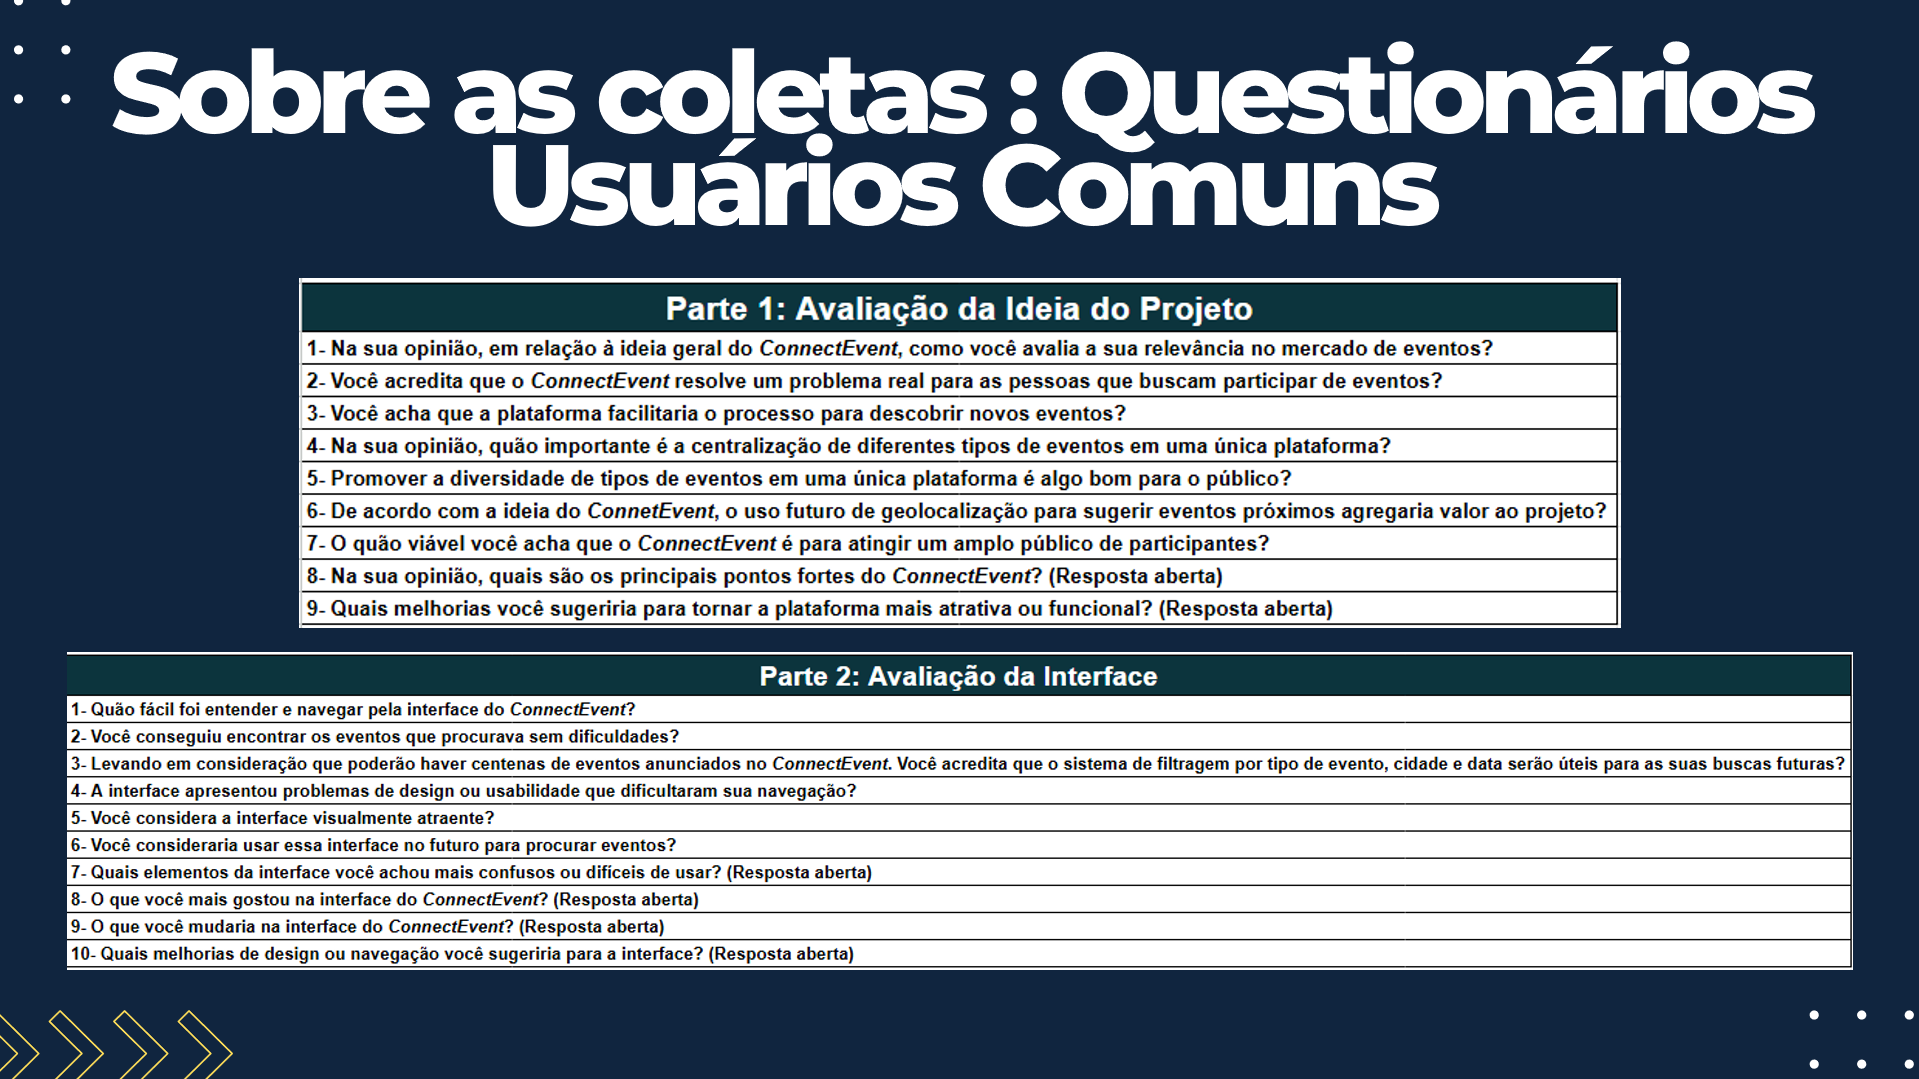 Sobre as coletas : Questionários
Usuários Comuns
Parte 1: Avaliação da Ideia do Projeto
1- Na sua opinião, em relação à ideia geral do ConnectEvent, como você avalia a sua relevância no mercado de eventos?
2- Você acredita que o ConnectEvent resolve um problema real para as pessoas que buscam participar de eventos?
3- Você acha que a plataforma facilitaria o processo para descobrir novos eventos?
4- Na sua opinião, quão importante é a centralização de diferentes tipos de eventos em uma única plataforma?
5- Promover a diversidade de tipos de eventos em uma única plataforma é algo bom para o público?
6- De acordo com a ideia do ConnetEvent, o uso futuro de geolocalização para sugerir eventos próximos agregaria valor ao projeto?
7- O quão viável você acha que o ConnectEvent é para atingir um amplo público de participantes?
8- Na sua opinião, quais são os principais pontos fortes do ConnectEvent? (Resposta aberta)
9- Quais melhorias você sugeriria para tornar a plataforma mais atrativa ou funcional? (Resposta aberta)
Parte 2: Avaliação da Interface
1- Quão fácil foi entender e navegar pela interface do ConnectEvent?
2- Você conseguiu encontrar os eventos que procurava sem dificuldades?
3- Levando em consideração que poderão haver centenas de eventos anunciados no ConnectEvent. Você acredita que o sistema de filtragem por tipo de evento, cidade e data serão úteis para as suas buscas futuras?
4- A interface apresentou problemas de design ou usabilidade que dificultaram sua navegação?
5- Você considera a interface visualmente atraente?
6- Você consideraria usar essa interface no futuro para procurar eventos?
7- Quais elementos da interface você achou mais confusos ou difíceis de usar? (Resposta aberta)
8- O que você mais gostou na interface do ConnectEvent? (Resposta aberta)
9- O que você mudaria na interface do ConnectEvent? (Resposta aberta)
10- Quais melhorias de design ou navegação você sugeriria para a interface? (Resposta aberta)